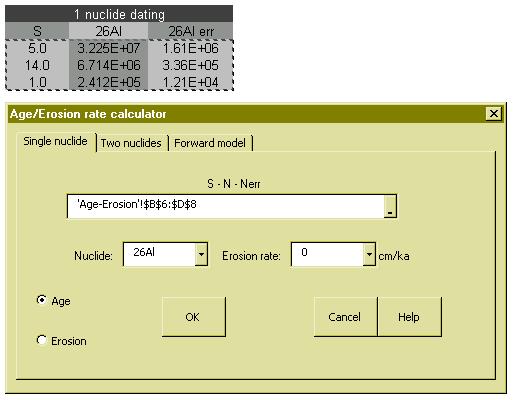 1 nuclide dating
S 26Al 26Al err
5.0 3.225E+07 1.61E+06
14.0 6.714E+06 3.36E+05
1.0 2.412E+05 1.21E+04
Age/Erosion rate calculator
Single nuclide Two nuclides Forward model
S - N - Nerr
'Age-Erosion'!$B$6:$D$8
Nuclide: 26Al Erosion rate: 0 cm/ka
Age
OK Cancel Help
Erosion